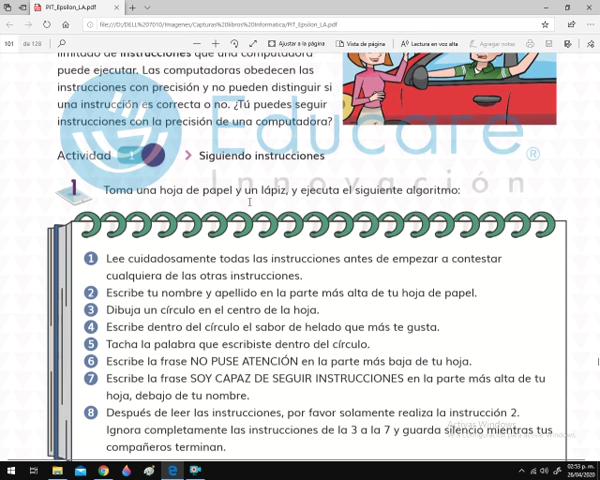 PIT_Epsilon_LA.pdf
file:///D:/DELL%207010/Imagenes/Capturas%20libros%20Informatica/PIT_Epsilon_LA.pdf
101 de 128 Ajustar a la página Vista de página Lectura en voz alta Agregar notas
limitado de instrucciones que una computadora
puede ejecutar. Las computadoras obedecen las
instrucciones con precisión y no pueden distinguir si
una instrucción es correcta o no. ¿Tú puedes seguir
instrucciones con la precisión de una computadora?
Educare®
Innovación
Actividad 1 Siguiendo instrucciones
1 Toma una hoja de papel y un lápiz, y ejecuta el siguiente algoritmo:
1 Lee cuidadosamente todas las instrucciones antes de empezar a contestar
cualquiera de las otras instrucciones.
2 Escribe tu nombre y apellido en la parte más alta de tu hoja de papel.
3 Dibuja un círculo en el centro de la hoja.
4 Escribe dentro del círculo el sabor de helado que más te gusta.
5 Tacha la palabra que escribiste dentro del círculo.
6 Escribe la frase NO PUSE ATENCIÓN en la parte más baja de tu hoja.
7 Escribe la frase SOY CAPAZ DE SEGUIR INSTRUCCIONES en la parte más alta de tu
hoja, debajo de tu nombre.
8 Después de leer las instrucciones, por favor solamente realiza la instrucción 2.
Ignora completamente las instrucciones de la 3 a la 7 y guarda silencio mientras tus
compañeros terminan.
Activar Windows
02:53 p. m.
26/04/2020